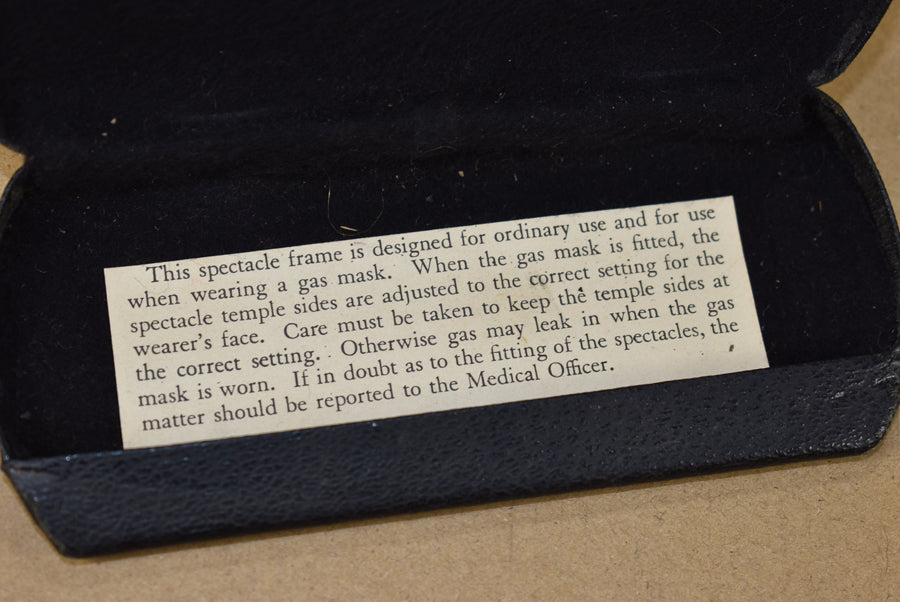 This spectacle frame is designed for ordinary use and for use
when wearing a gas mask. When the gas mask is fitted, the
spectacle temple sides are adjusted to the correct setting for the
wearer's face. Care must be taken to keep the temple sides at
the correct setting. Otherwise gas may leak in when the gas
mask is worn. If in doubt as to the fitting of the spectacles, the
matter should be reported to the Medical Officer.